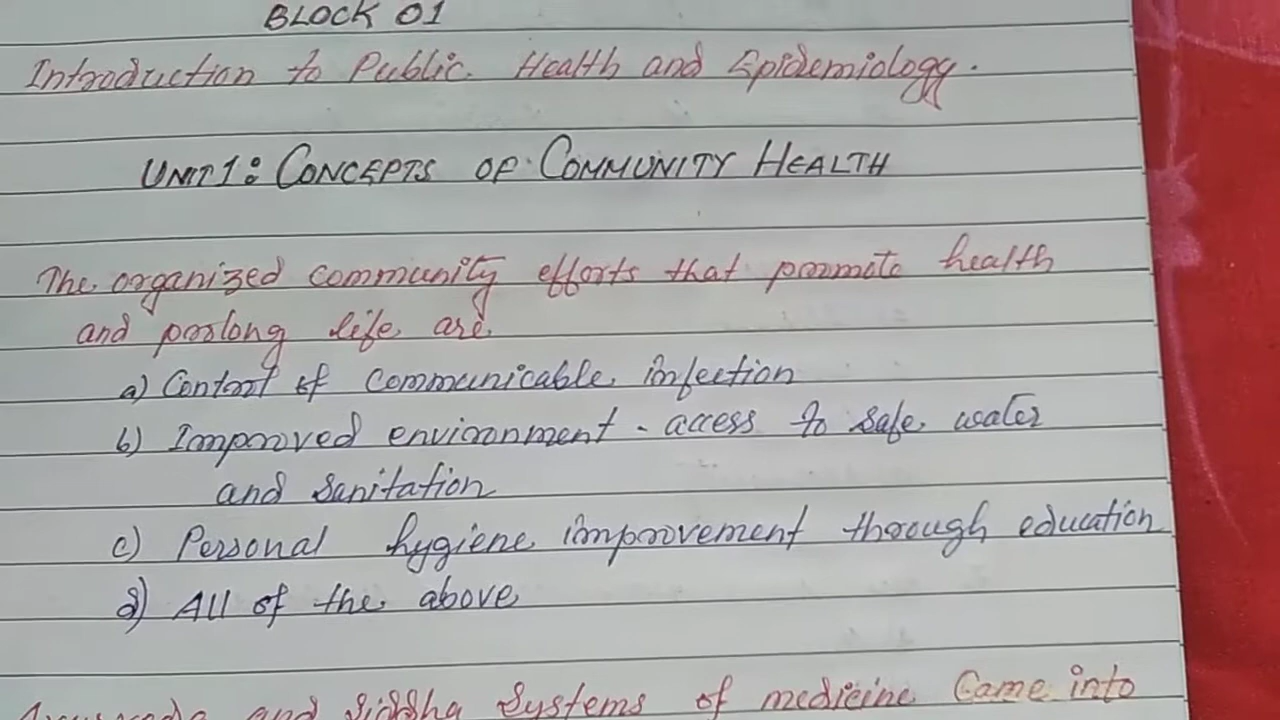 BLOCK 01
Introduction to Public Health and Epidemiology.
UNIT 1: CONCEPTS OF COMMUNITY HEALTH
The organized community efforts that promote health
and prolong life are
a) Control of communicable infection
b) Improved environment - access to safe water
and sanitation
c) Personal hygiene improvement through education
d) All of the above
and Siddha Systems of medicine Came into